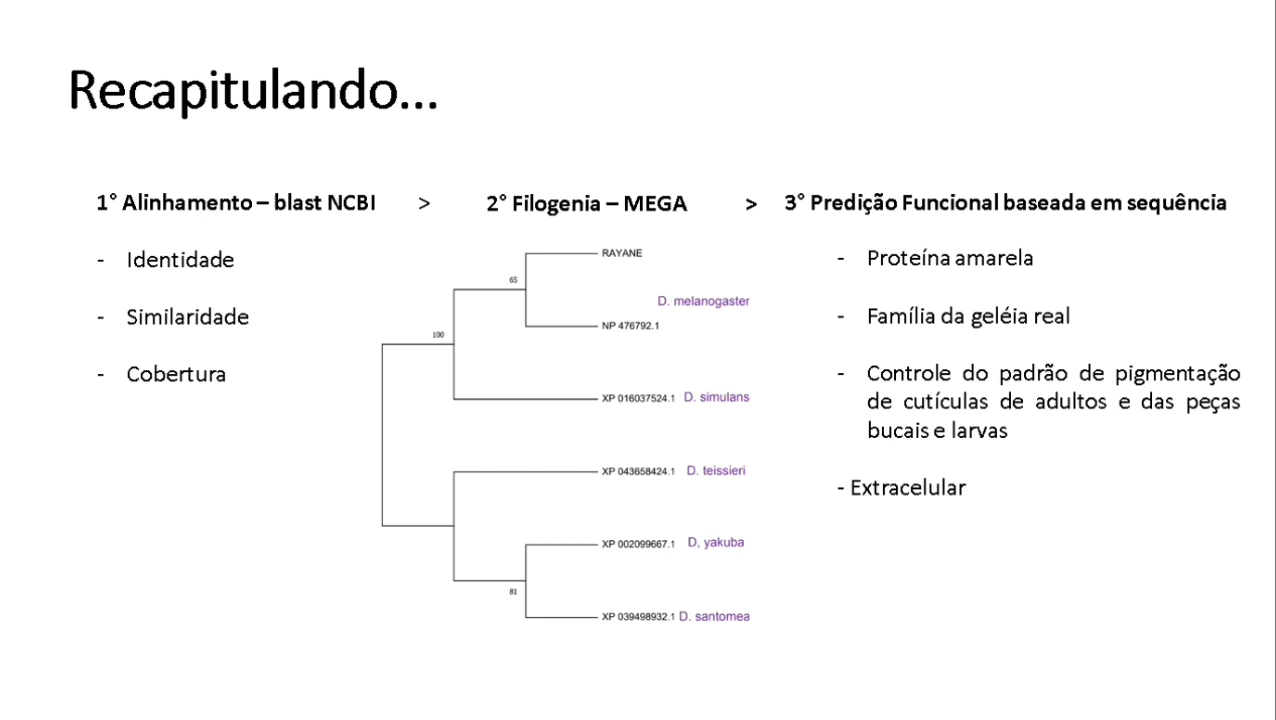 Recapitulando...
1° Alinhamento – blast NCBI > 2° Filogenia – MEGA > 3° Predição Funcional baseada em sequência
- Identidade
- Similaridade
- Cobertura
RAYANE
65
D. melanogaster
NP 476792.1
100
XP 016037524.1 D. simulans
XP 043658424.1 D. teissieri
XP 002099667.1 D, yakuba
81
XP 039498932.1 D. santomea
- Proteína amarela
- Família da geléia real
- Controle do padrão de pigmentação
de cutículas de adultos e das peças
bucais e larvas
- Extracelular